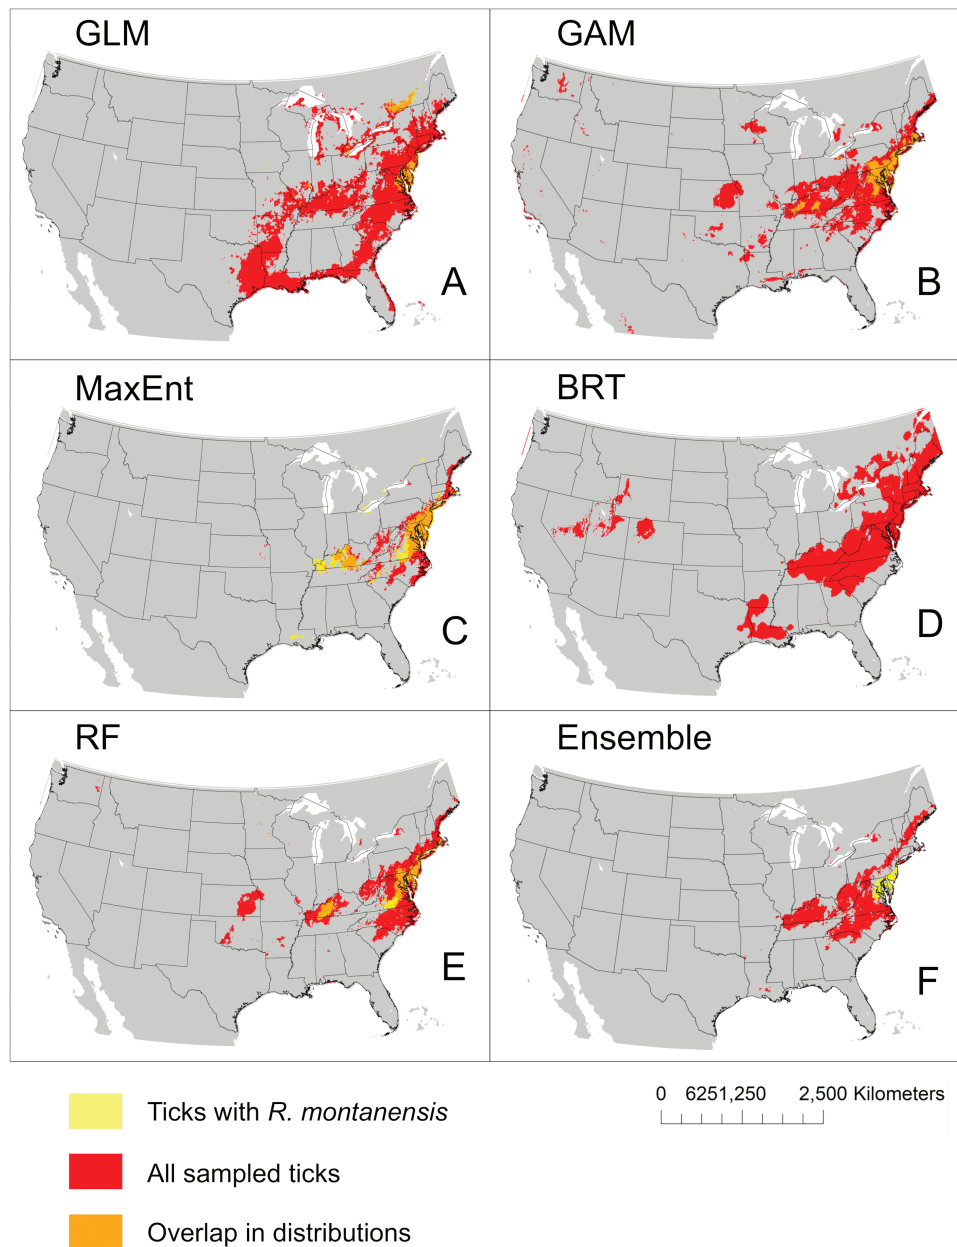 GLM
A
GAM
B
MaxEnt
C
BRT
D
RF
E
Ensemble
F
Ticks with R. montanensis
All sampled ticks
Overlap in distributions
0 6251,250 2,500 Kilometers